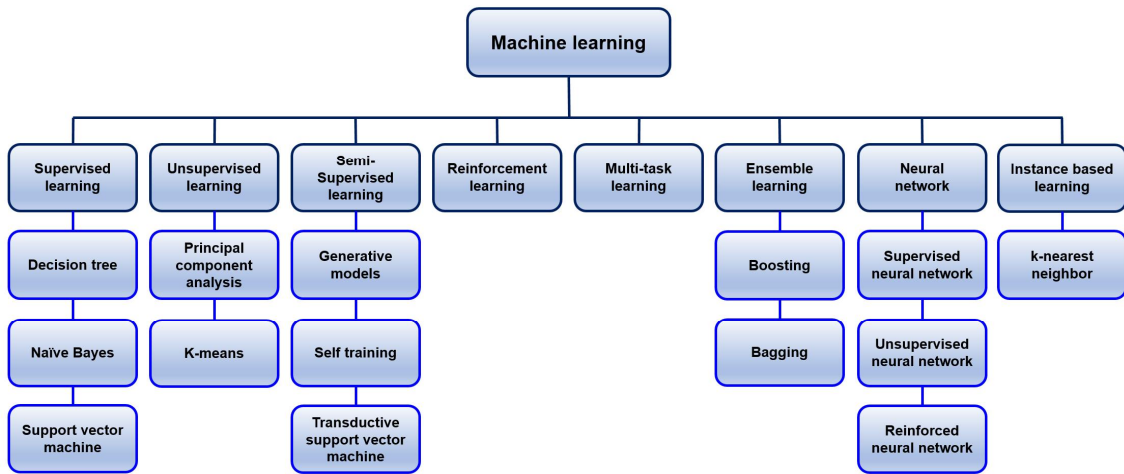 Machine learning
Supervised
learning
Unsupervised
learning
Semi-
Supervised
learning
Reinforcement
learning
Multi-task
learning
Ensemble
learning
Neural
network
Instance based
learning
Decision tree
Principal
component
analysis
Generative
models
Boosting
Supervised
neural network
k-nearest
neighbor
Naïve Bayes
K-means
Self training
Bagging
Unsupervised
neural network
Support vector
machine
Transductive
support vector
machine
Reinforced
neural network